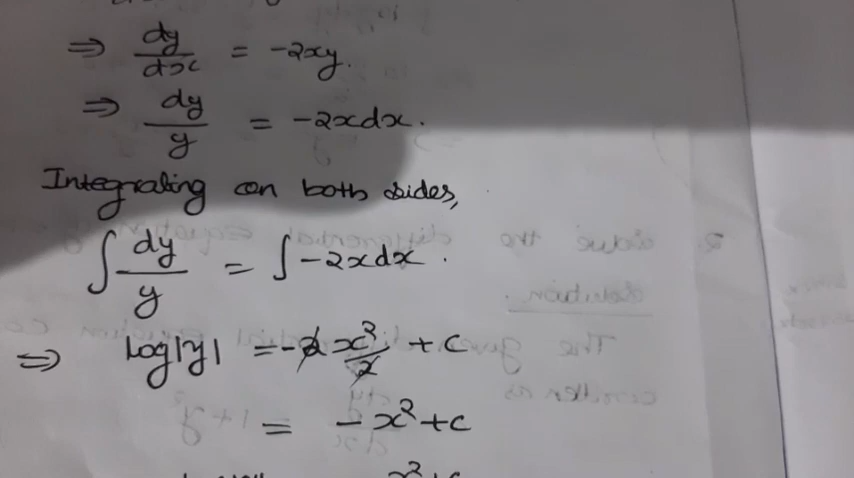 ⇒ dy/dx = -2xy.
⇒ dy/y = -2xdx.
Integrating on both sides,
∫ dy/y = ∫ -2xdx.
⇒ log|y| = -2 x²/2 + c
= -x² + c